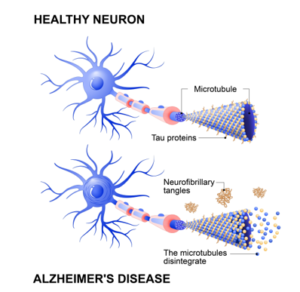 HEALTHY NEURON
Microtubule
Tau proteins
Neurofibrillary
tangles
The microtubules
disintegrate
ALZHEIMER'S DISEASE